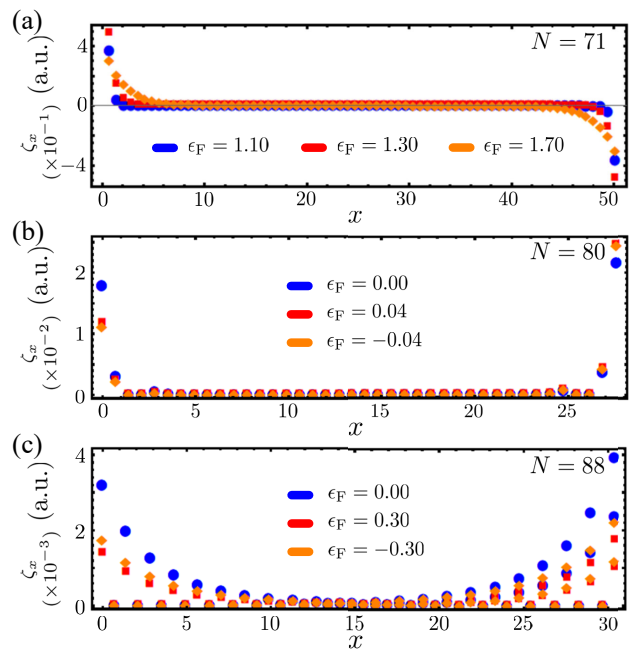 (a)
N = 71
ζx (×10⁻¹) (a.u.)
4
0
−4
ϵF = 1.10 ϵF = 1.30 ϵF = 1.70
0 10 20 30 40 50
x
(b)
N = 80
ζx (×10⁻²) (a.u.)
2
1
0
ϵF = 0.00
ϵF = 0.04
ϵF = −0.04
0 5 10 15 20 25
x
(c)
N = 88
ζx (×10⁻³) (a.u.)
4
2
0
ϵF = 0.00
ϵF = 0.30
ϵF = −0.30
0 5 10 15 20 25 30
x